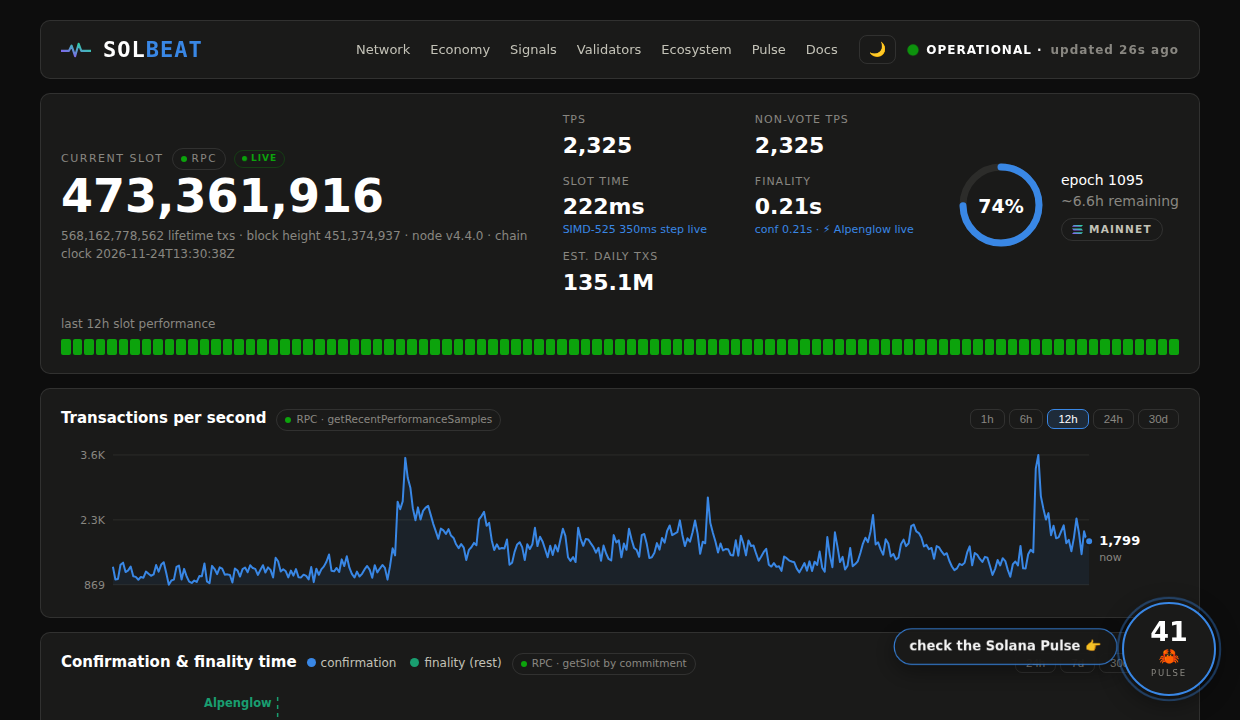 SOLBEAT
Network Economy Signals Validators Ecosystem Pulse Docs
OPERATIONAL · updated 26s ago
CURRENT SLOT RPC LIVE
473,361,916
568,162,778,562 lifetime txs · block height 451,374,937 · node v4.4.0 · chain
clock 2026-11-24T13:30:38Z
TPS
2,325
NON-VOTE TPS
2,325
SLOT TIME
222ms
SIMD-525 350ms step live
FINALITY
0.21s
conf 0.21s · ⚡ Alpenglow live
EST. DAILY TXS
135.1M
74%
epoch 1095
~6.6h remaining
MAINNET
last 12h slot performance
Transactions per second RPC · getRecentPerformanceSamples
1h 6h 12h 24h 30d
3.6K
2.3K
869
1,799
now
Confirmation & finality time confirmation finality (rest) RPC · getSlot by commitment
Alpenglow
check the Solana Pulse 👉
41
PULSE